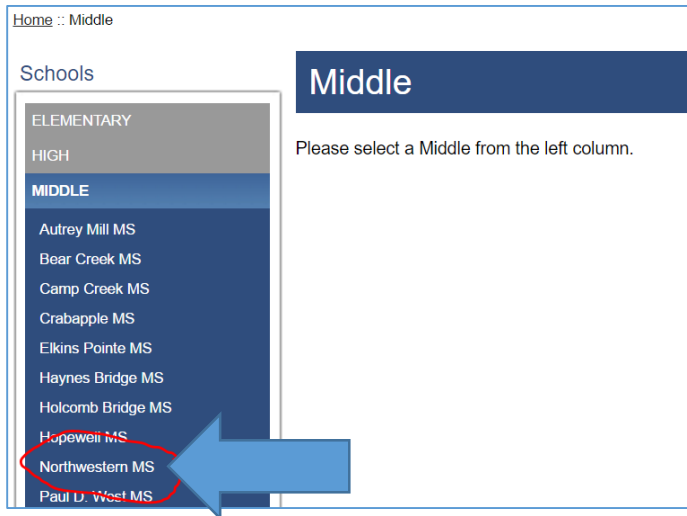 Home :: Middle
Schools
ELEMENTARY
HIGH
MIDDLE
Autrey Mill MS
Bear Creek MS
Camp Creek MS
Crabapple MS
Elkins Pointe MS
Haynes Bridge MS
Holcomb Bridge MS
Hopewell MS
Northwestern MS
Paul D. West MS
Middle
Please select a Middle from the left column.